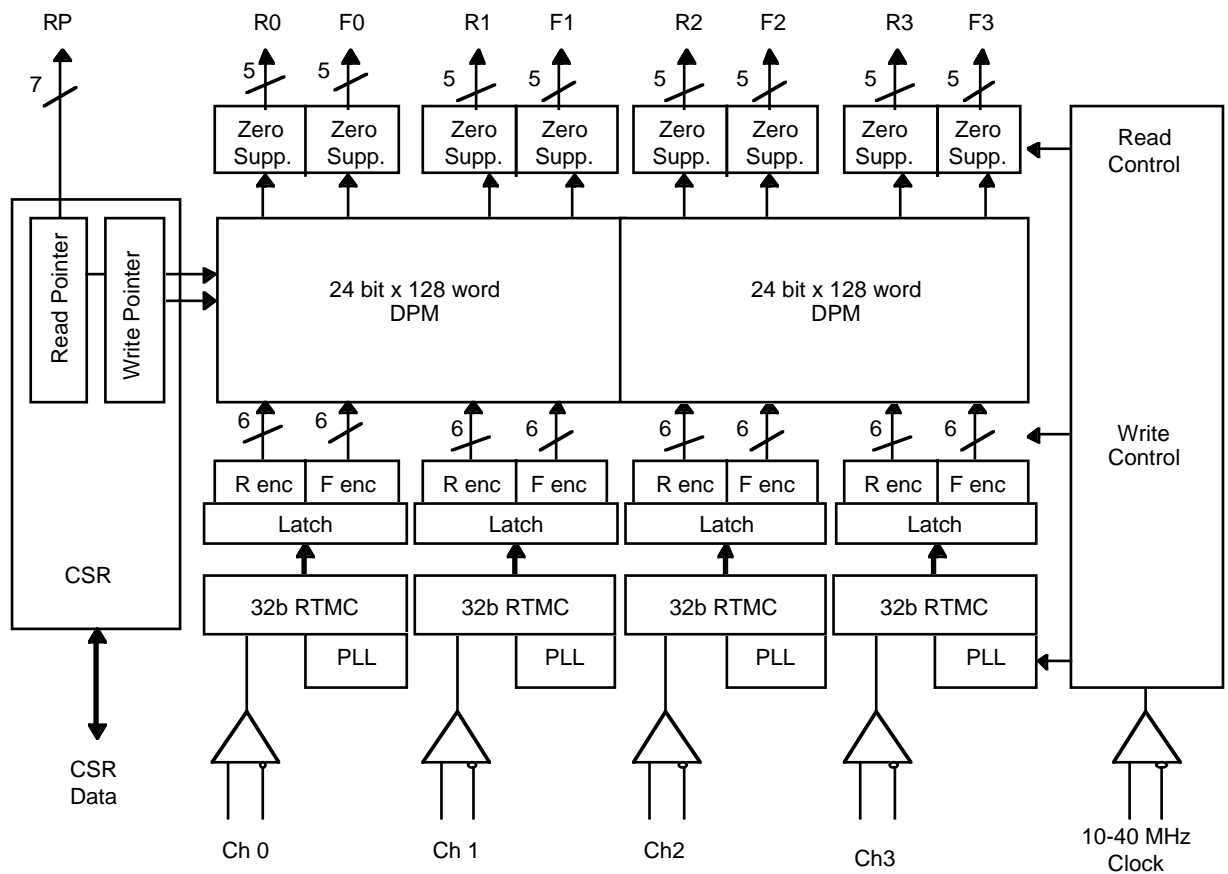 RP R0 F0 R1 F1 R2 F2 R3 F3
7 5 5 5 5 5 5 5 5
Zero Supp.
Zero Supp.
Zero Supp.
Zero Supp.
Zero Supp.
Zero Supp.
Zero Supp.
Zero Supp.
Read Control
Read Pointer
Write Pointer
24 bit x 128 word
DPM
24 bit x 128 word
DPM
6 6 6 6 6 6 6 6
Write
Control
R enc F enc R enc F enc R enc F enc R enc F enc
Latch Latch Latch Latch
CSR
32b RTMC 32b RTMC 32b RTMC 32b RTMC
PLL PLL PLL PLL
CSR
Data
Ch 0 Ch 1 Ch2 Ch3
10-40 MHz
Clock